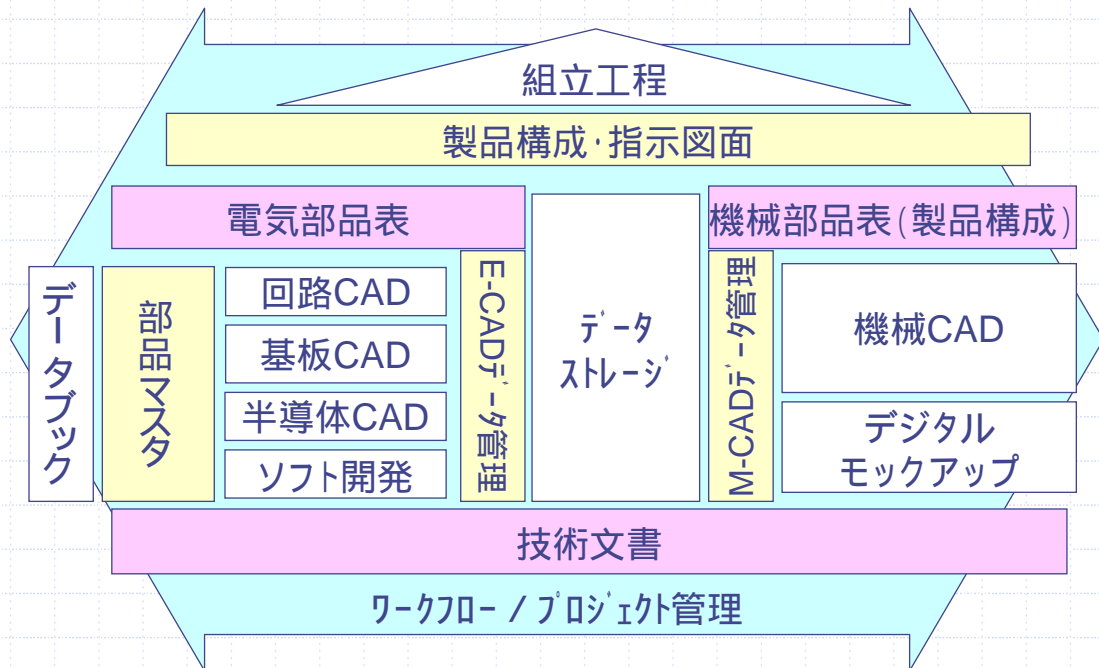 組立工程
製品構成・指示図面
電気部品表
機械部品表(製品構成)
データブック
部品マスタ
回路CAD
基板CAD
半導体CAD
ソフト開発
E-CADﾃﾞｰﾀ管理
ﾃﾞｰﾀ
ｽﾄﾚｰｼﾞ
M-CADﾃﾞｰﾀ管理
機械CAD
デジタル
モックアップ
技術文書
ﾜｰｸﾌﾛｰ / ﾌﾟﾛｼﾞｪｸﾄ管理